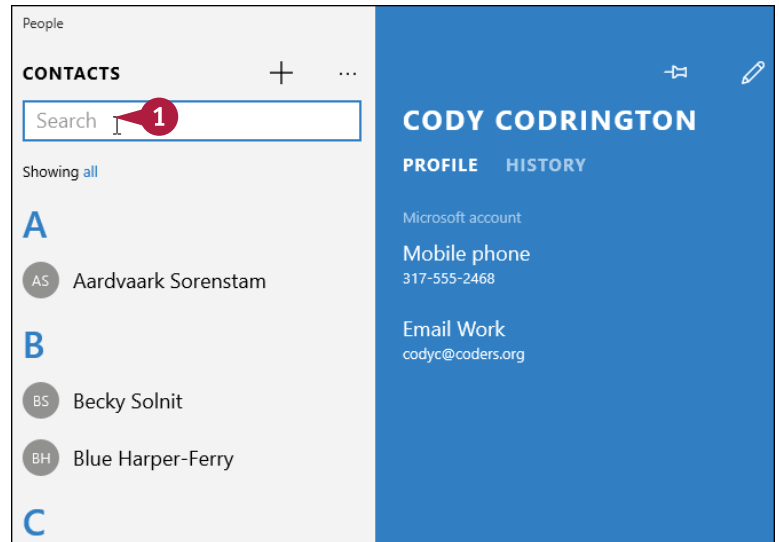 People
CONTACTS
Search
1
Showing all
A
AS Aardvaark Sorenstam
B
BS Becky Solnit
BH Blue Harper-Ferry
C
CODY CODRINGTON
PROFILE HISTORY
Microsoft account
Mobile phone
317-555-2468
Email Work
codyc@coders.org